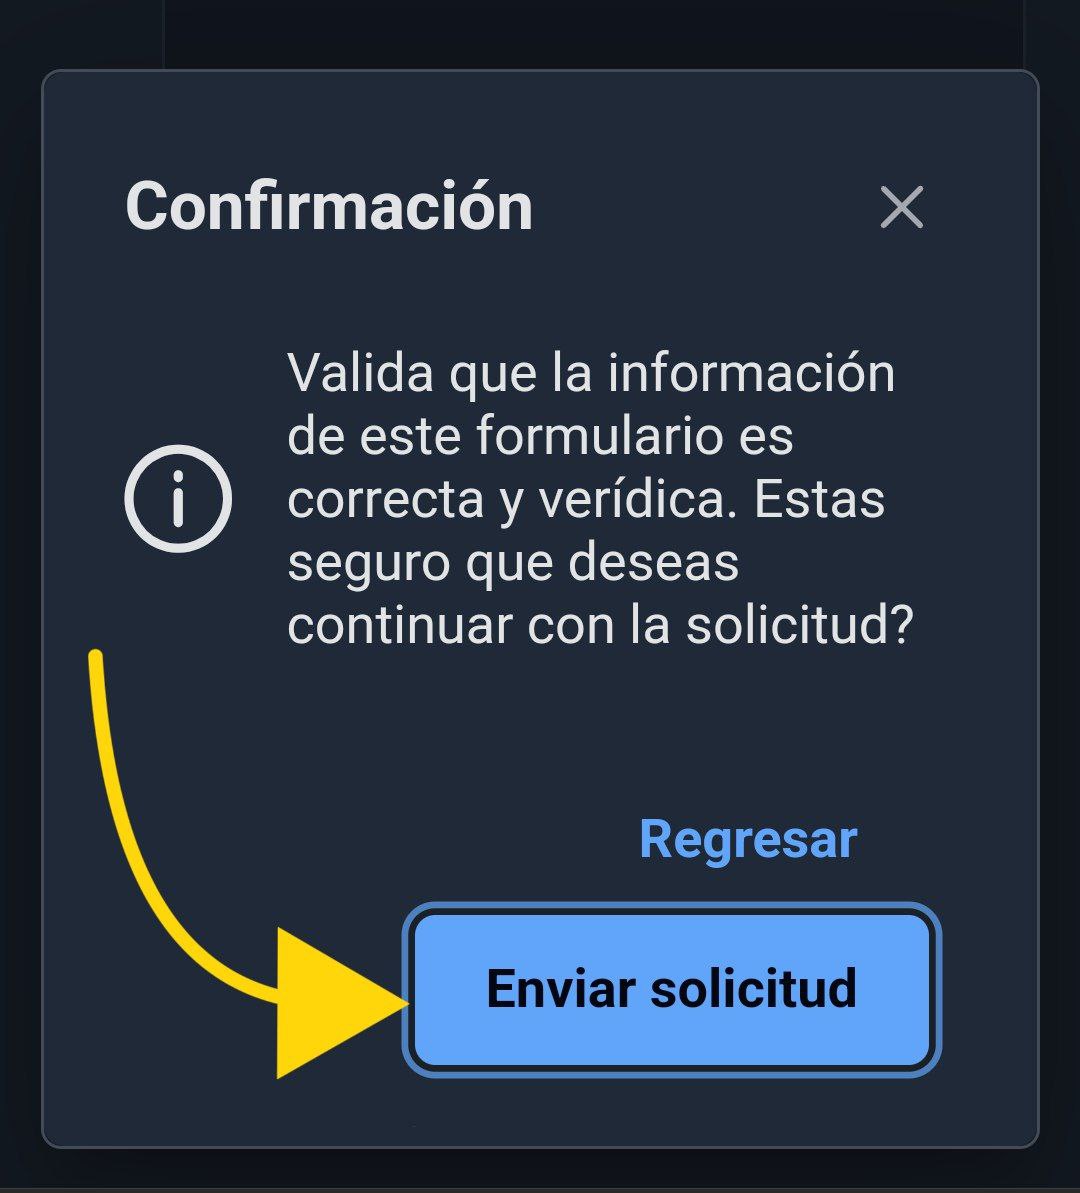 Confirmación
Valida que la información
de este formulario es
correcta y verídica. Estas
seguro que deseas
continuar con la solicitud?
Regresar
Enviar solicitud